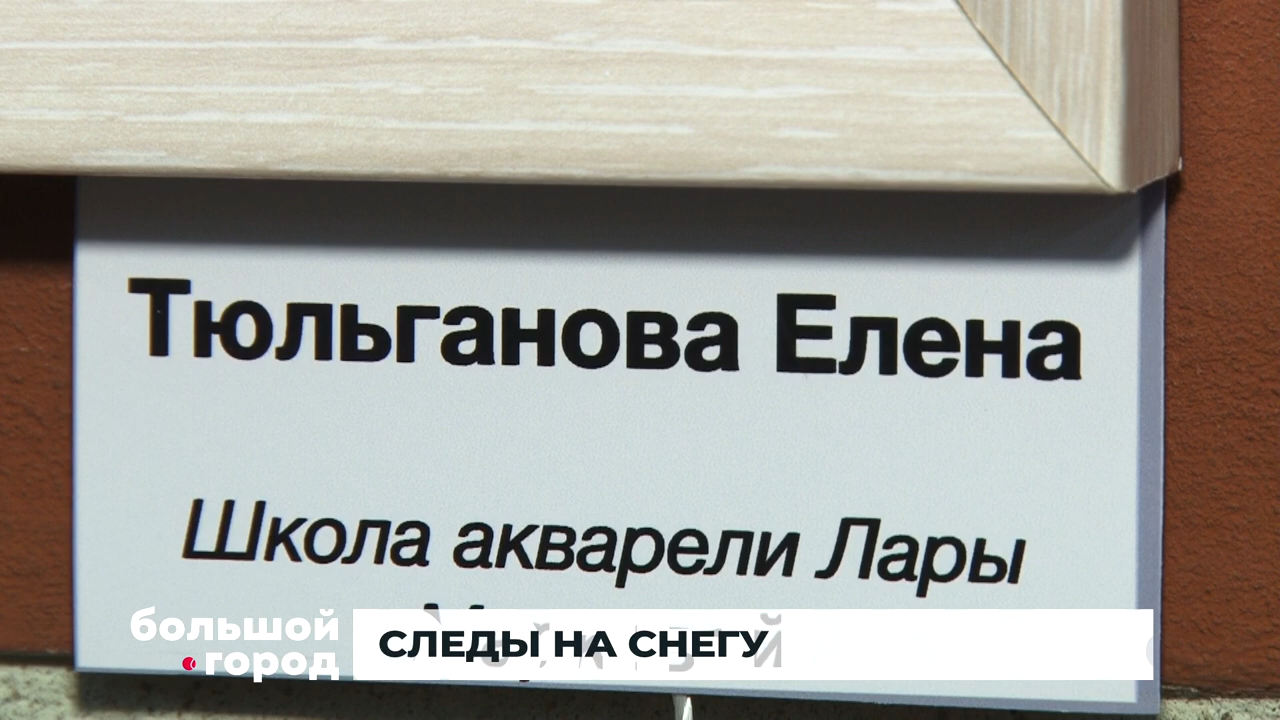 Тюльганова Елена
Школа акварели Лары
большой
город
СЛЕДЫ НА СНЕГУ